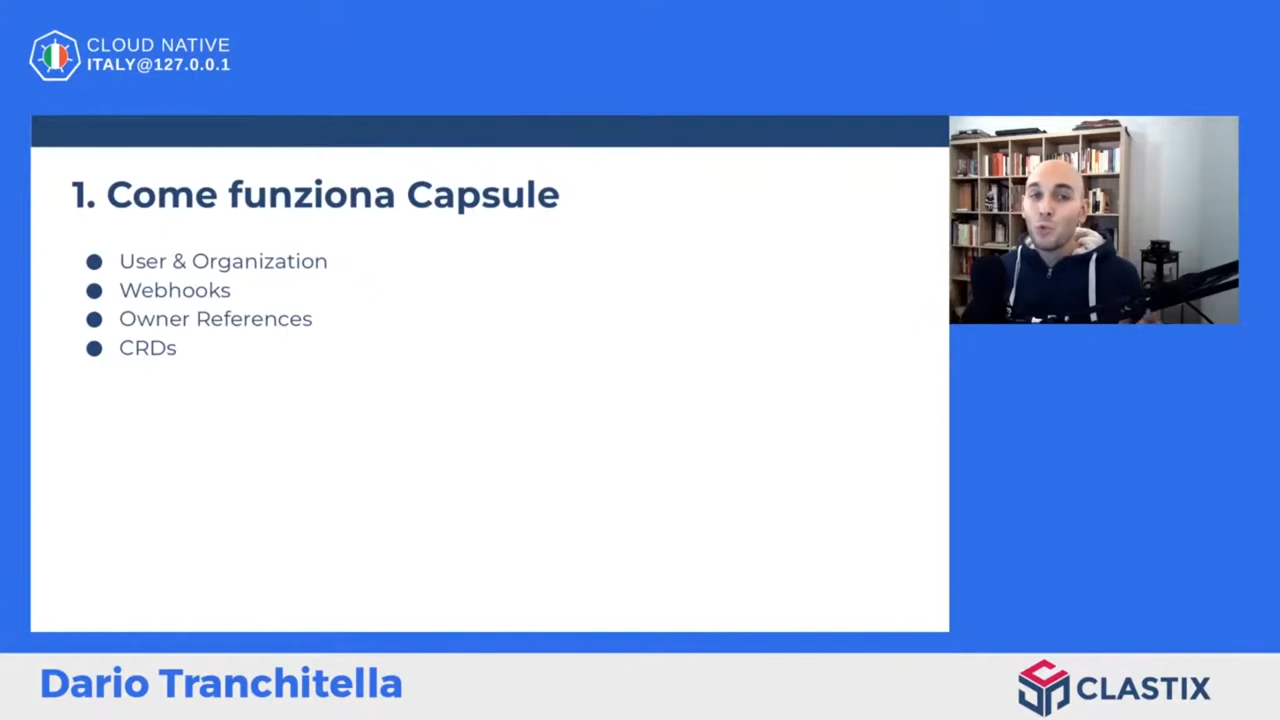 CLOUD NATIVE
ITALY@127.0.0.1
1. Come funziona Capsule
● User & Organization
● Webhooks
● Owner References
● CRDs
Dario Tranchitella
CLASTIX